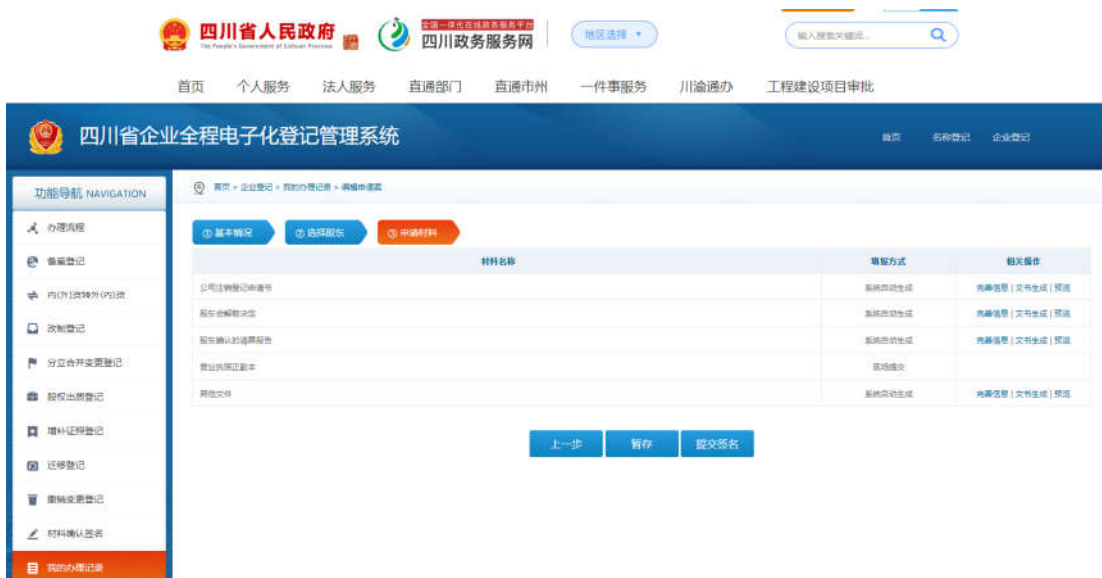 四川省人民政府
The People's Government of Sichuan Province
全国一体化在线政务服务平台
四川政务服务网
地区选择
输入搜索关键词...
首页 个人服务 法人服务 直通部门 直通市州 一件事服务 川渝通办 工程建设项目审批
四川省企业全程电子化登记管理系统
首页 名称登记 企业登记
功能导航 NAVIGATION
办理流程
备案登记
内(外)资转外(内)资
改制登记
分立合并变更登记
股权出质登记
增补证照登记
迁移登记
撤销变更登记
材料确认签名
我的办理记录
首页 > 企业登记 > 我的办理记录 > 编辑申请案
① 基本情况 ② 选择股东 ③ 申请材料
材料名称 填报方式 相关操作
公司注销登记申请书 系统自动生成 完善信息 | 文书生成 | 预览
股东会解散决定 系统自动生成 完善信息 | 文书生成 | 预览
股东确认的清算报告 系统自动生成 完善信息 | 文书生成 | 预览
营业执照正副本 现场提交
其他文件 系统自动生成 完善信息 | 文书生成 | 预览
上一步 暂存 提交签名